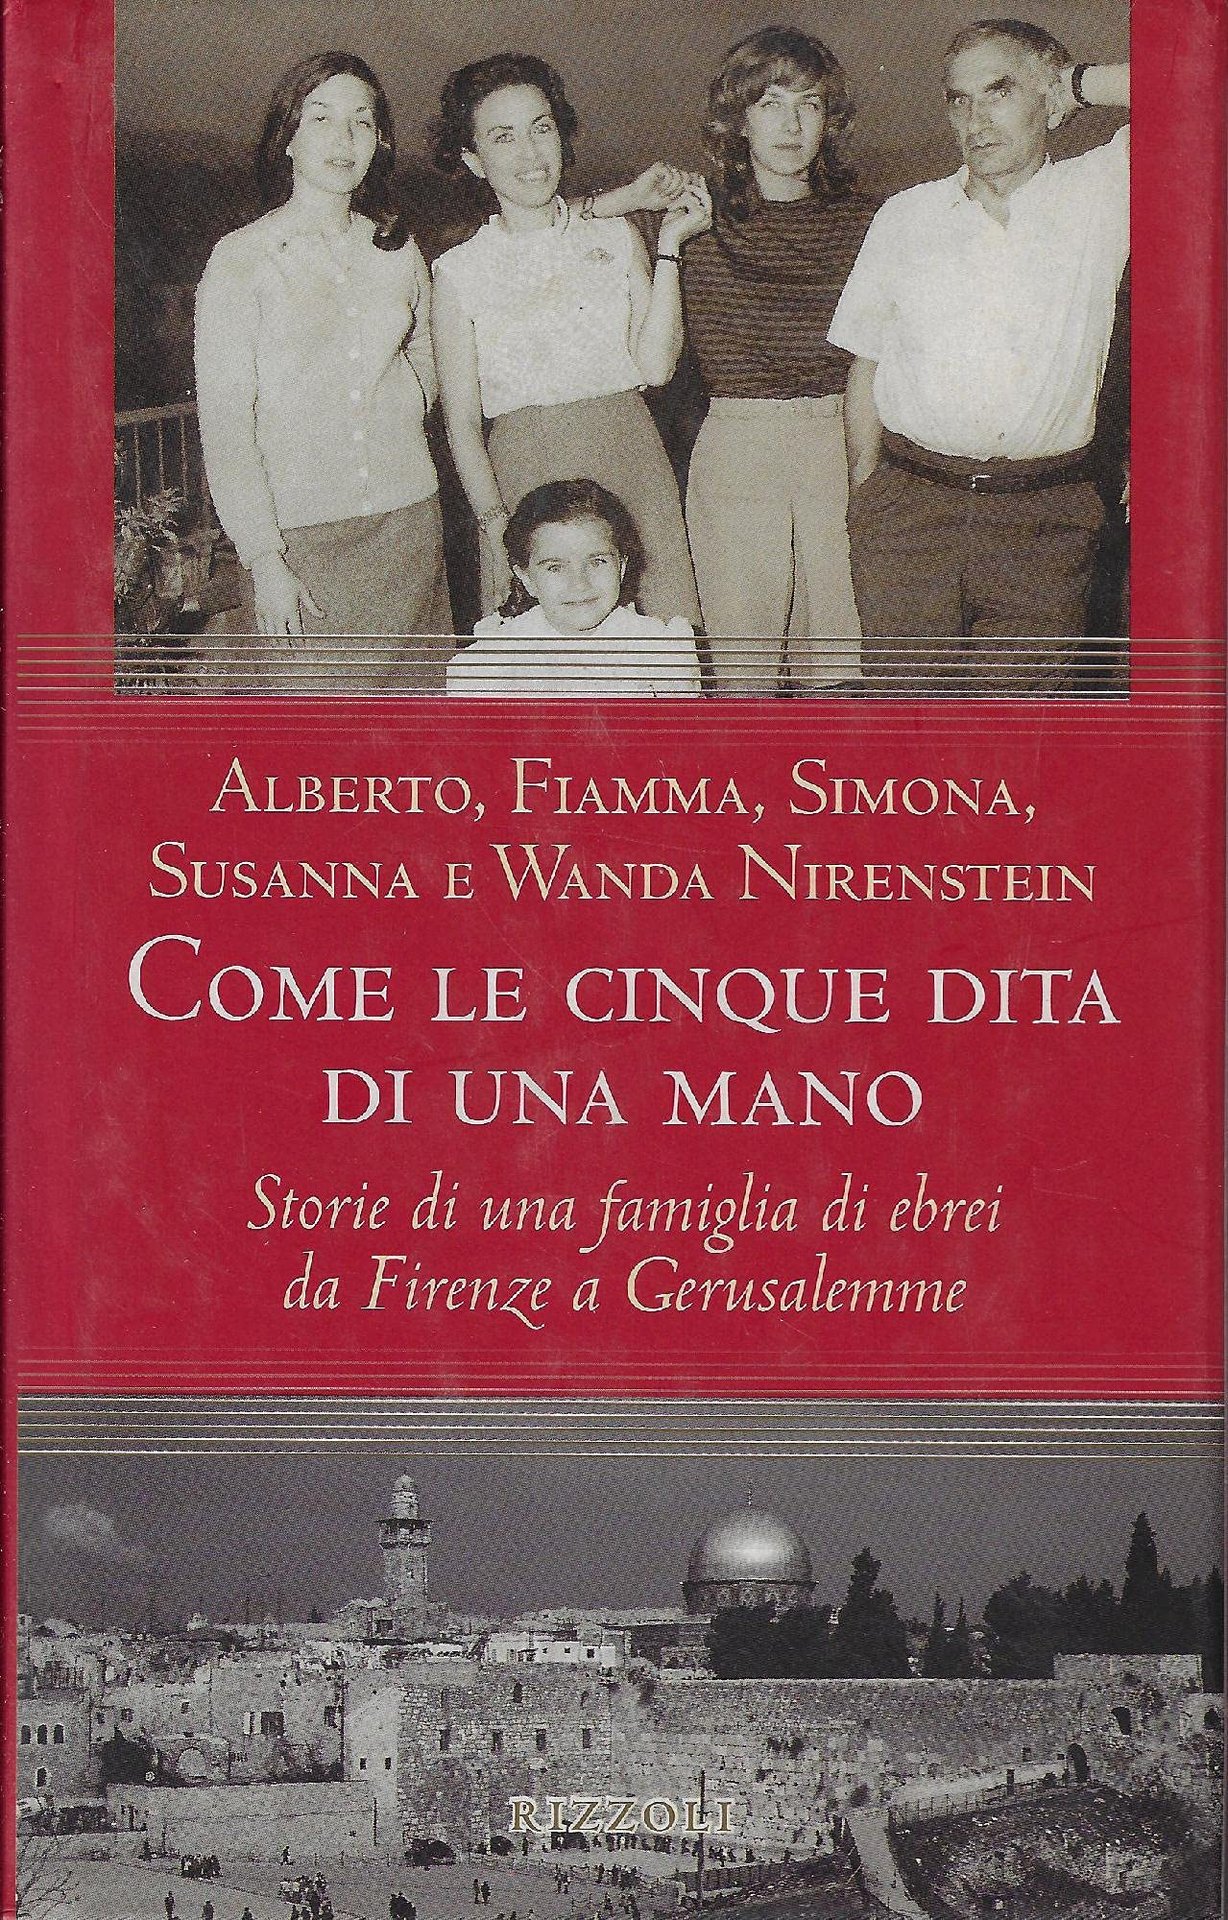 ALBERTO, FIAMMA, SIMONA,
SUSANNA E WANDA NIRENSTEIN
COME LE CINQUE DITA
DI UNA MANO
Storie di una famiglia di ebrei
da Firenze a Gerusalemme
RIZZOLI